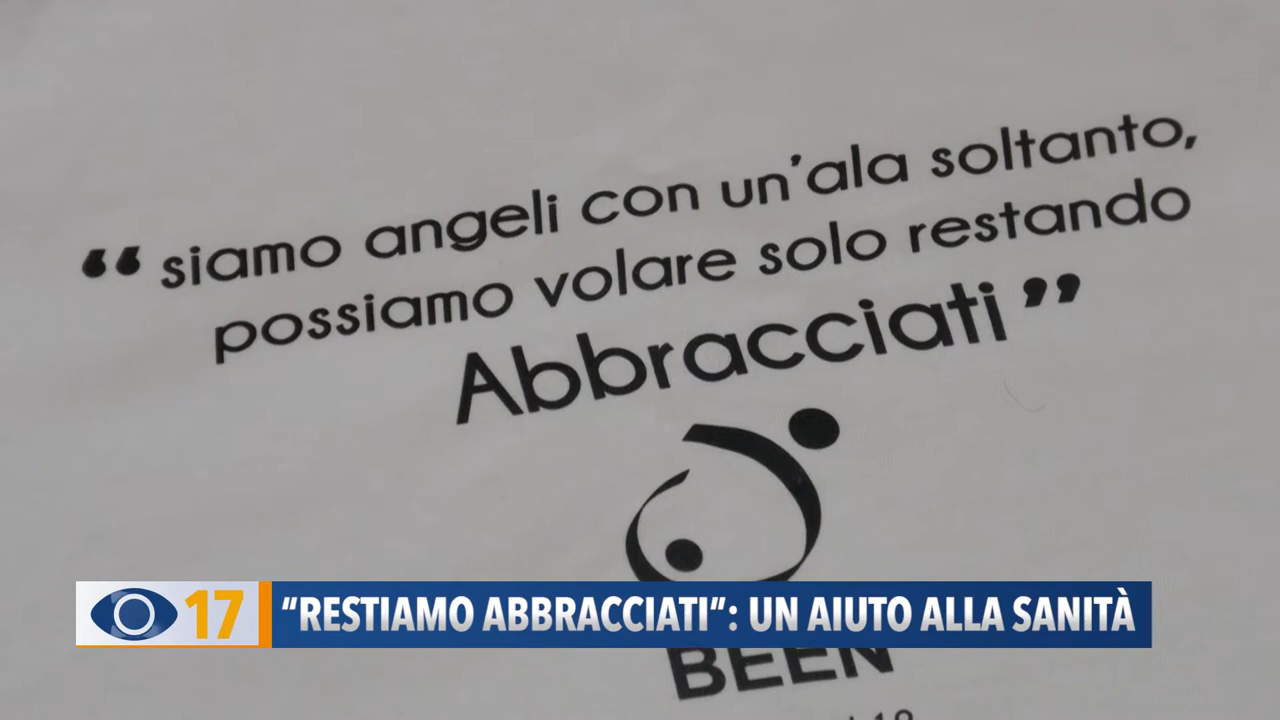 “ siamo angeli con un’ala soltanto,
possiamo volare solo restando
Abbracciati ”
17 “RESTIAMO ABBRACCIATI”: UN AIUTO ALLA SANITÀ
BEEN